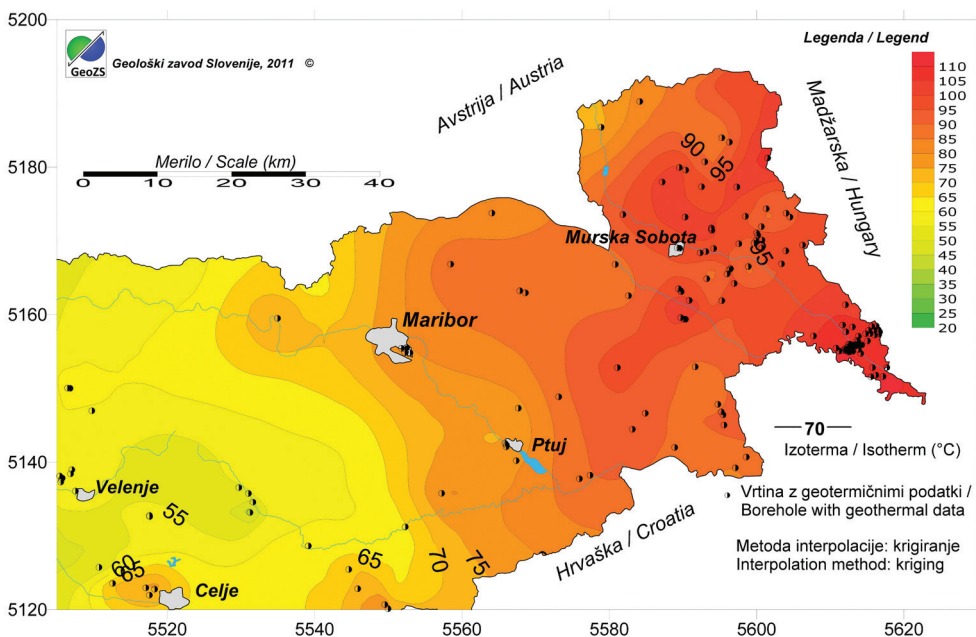 5200
5180
5160
5140
5120
5520
5540
5560
5580
5600
5620
GeoZS
Geološki zavod Slovenije, 2011 ©
Merilo / Scale (km)
0 10 20 30 40
Avstrija / Austria
Madžarska / Hungary
Hrvaška / Croatia
Murska Sobota
Maribor
Ptuj
Velenje
Celje
90
95
95
55
60
65
65
70
75
Legenda / Legend
110
105
100
95
90
85
80
75
70
65
60
55
50
45
40
35
30
25
20
70
Izoterma / Isotherm (°C)
Vrtina z geotermičnimi podatki /
Borehole with geothermal data
Metoda interpolacije: krigiranje
Interpolation method: kriging